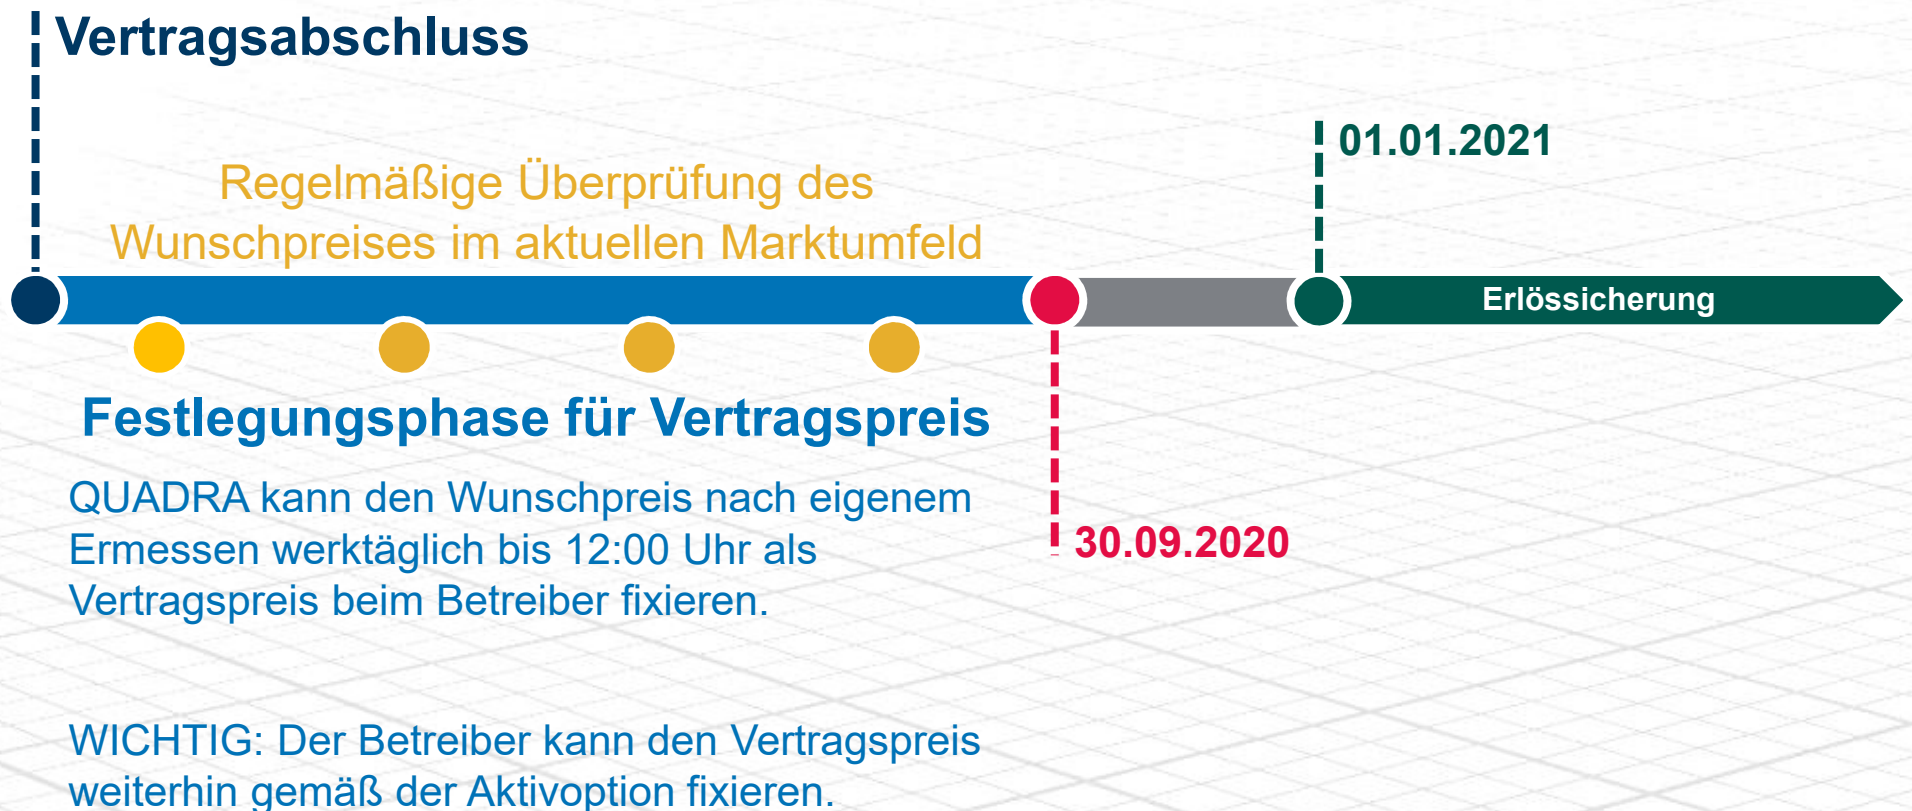 Vertragsabschluss
01.01.2021
Regelmäßige Überprüfung des
Wunschpreises im aktuellen Marktumfeld
Erlössicherung
Festlegungsphase für Vertragspreis
QUADRA kann den Wunschpreis nach eigenem
Ermessen werktäglich bis 12:00 Uhr als
Vertragspreis beim Betreiber fixieren.
30.09.2020
WICHTIG: Der Betreiber kann den Vertragspreis
weiterhin gemäß der Aktivoption fixieren.